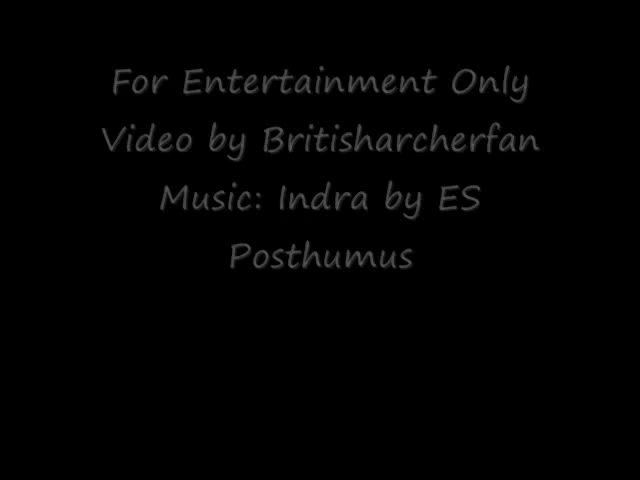 For Entertainment Only
Video by Britisharcherfan
Music: Indra by ES
Posthumus